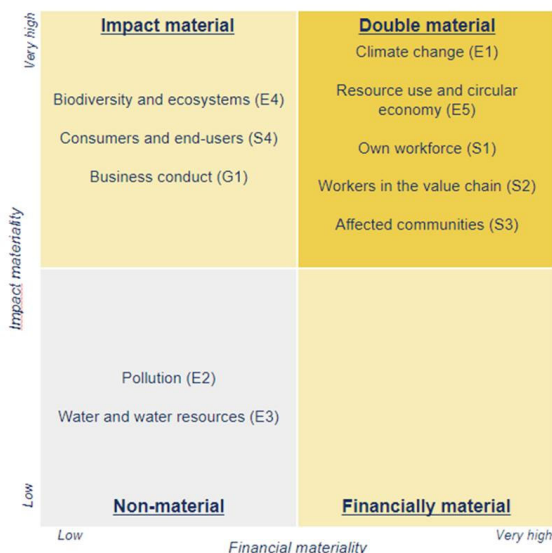 Very high
Impact materiality
Low
Impact material
Biodiversity and ecosystems (E4)
Consumers and end-users (S4)
Business conduct (G1)
Double material
Climate change (E1)
Resource use and circular
economy (E5)
Own workforce (S1)
Workers in the value chain (S2)
Affected communities (S3)
Pollution (E2)
Water and water resources (E3)
Non-material
Financially material
Low
Financial materiality
Very high